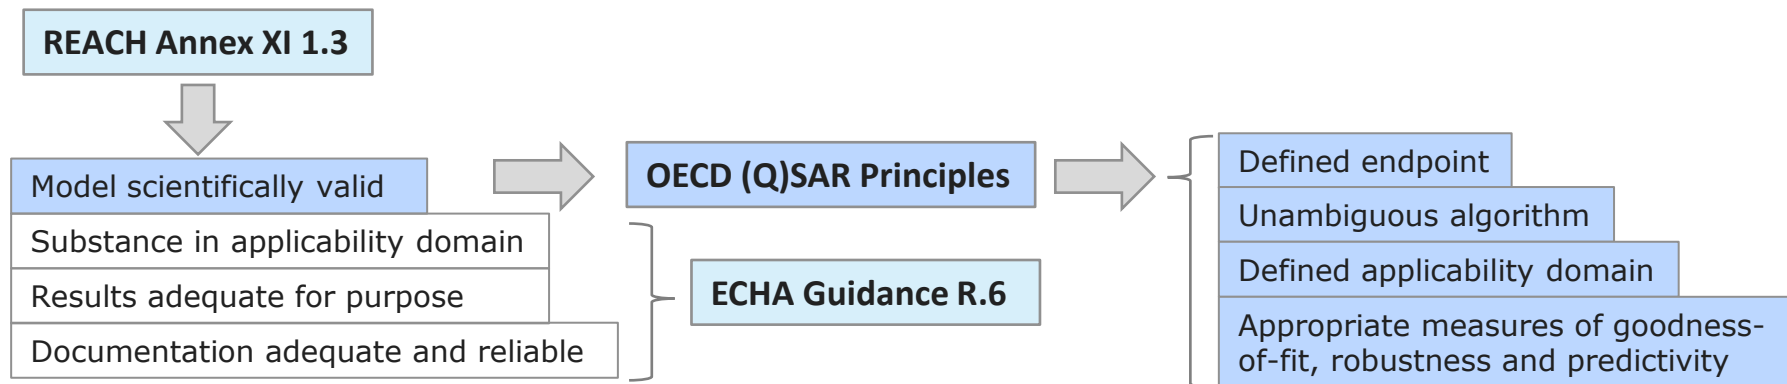 REACH Annex XI 1.3
Model scientifically valid
Substance in applicability domain
Results adequate for purpose
Documentation adequate and reliable
OECD (Q)SAR Principles
ECHA Guidance R.6
Defined endpoint
Unambiguous algorithm
Defined applicability domain
Appropriate measures of goodness-
of-fit, robustness and predictivity